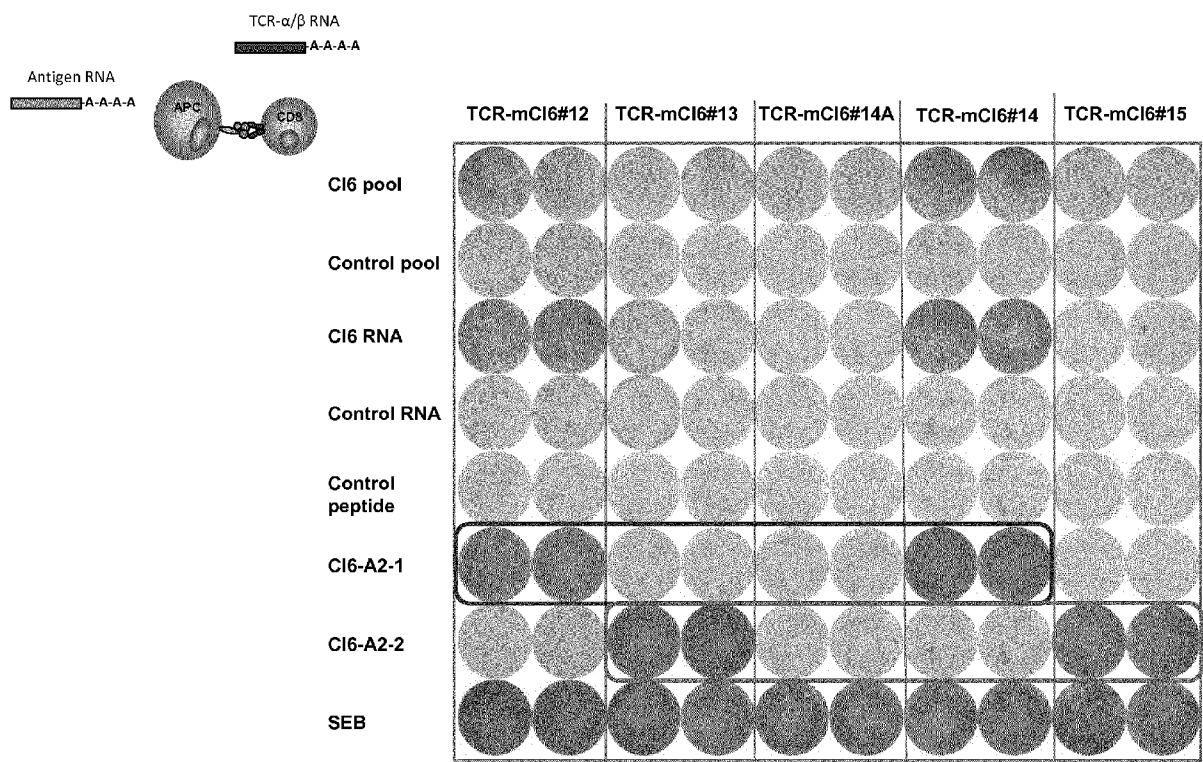 TCR-α/β RNA
-A-A-A-A
Antigen RNA
-A-A-A-A
APC
CD8
TCR-mCl6#12 TCR-mCl6#13 TCR-mCl6#14A TCR-mCl6#14 TCR-mCl6#15
Cl6 pool
Control pool
Cl6 RNA
Control RNA
Control
peptide
Cl6-A2-1
Cl6-A2-2
SEB